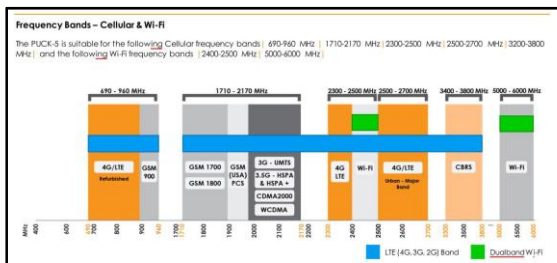 Frequency Bands – Cellular & Wi-Fi
The PUCK-5 is suitable for the following Cellular frequency bands | 690-960 MHz | 1710-2170 MHz |2300-2500 MHz |2500-2700 MHz |3200-3800
MHz | and the following Wi-Fi frequency bands |2400-2500 MHz| 5000-6000 MHz |
690 - 960 MHz
1710 - 2170 MHz
2300 - 2500 MHz
2500 - 2700 MHz
3400 - 3800 MHz
5000 - 6000 MHz
4G/LTE
Refurbished
GSM
900
GSM 1700
GSM 1800
GSM
(USA)
PCS
3G - UMTS
3.5G - HSPA
& HSPA +
CDMA2000
WCDMA
4G
LTE
Wi-Fi
4G/LTE
Urban - Major
Band
CBRS
Wi-Fi
MHz 400 500 600 690 700 800 900 960 1700 1710 1800 1900 2000 2100 2170 2200 2300 2400 2500 2600 2700 3200 3800 5000 6000
LTE (4G, 3G, 2G) Band
Dualband Wi-Fi